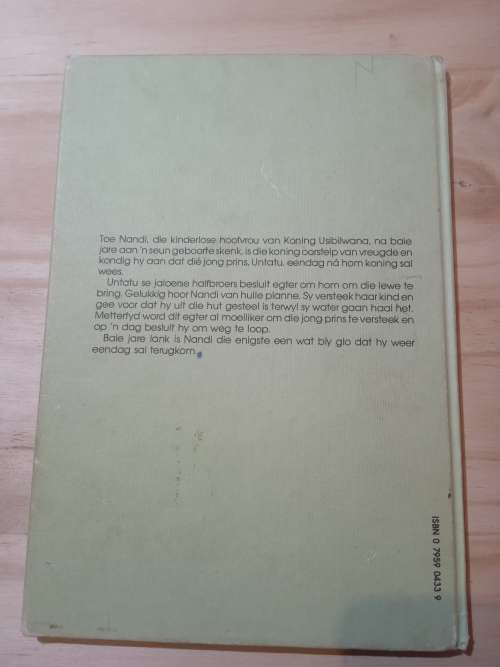 Toe Nandi, die kinderlose hoofvrou van Koning Usibilwana, na baie
jare aan 'n seun geboorte skenk, is die koning oorstelp van vreugde en
kondig hy aan dat dié jong prins, Untatu, eendag ná hom koning sal
wees.
Untatu se jaloerse halfbroers besluit egter om hom om die lewe te
bring. Gelukkig hoor Nandi van hulle planne. Sy versteek haar kind en
gee voor dat hy uit die hut gesteel is terwyl sy water gaan haal het.
Mettertyd word dit egter al moeiliker om die jong prins te versteek en
op 'n dag besluit hy om weg te loop.
Baie jare lank is Nandi die enigste een wat bly glo dat hy weer
eendag sal terugkom.
ISBN 0 7959 0433 9